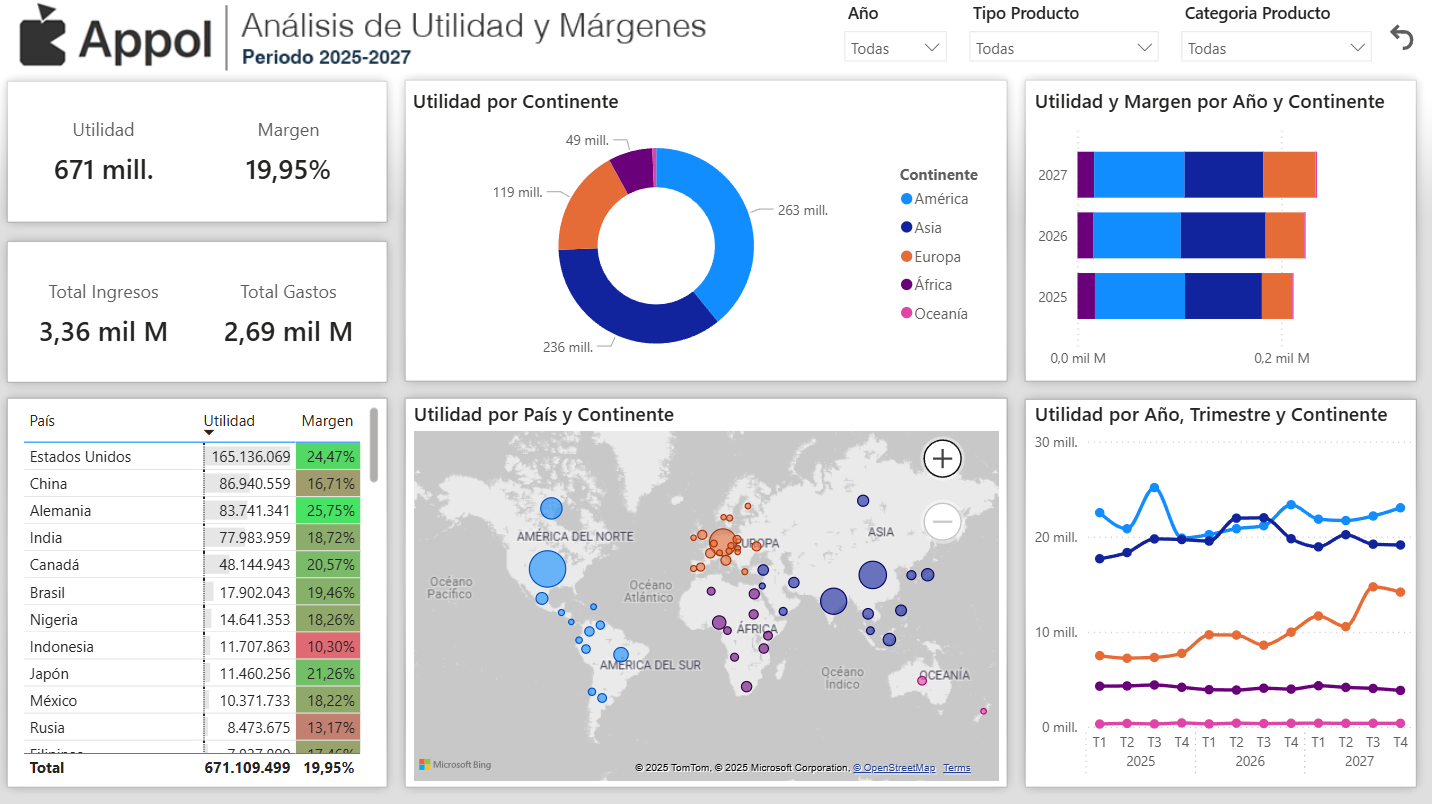 Appol
Análisis de Utilidad y Márgenes
Periodo 2025-2027
Año
Tipo Producto
Categoria Producto
Todas
Todas
Todas
Utilidad
Margen
671 mill.
19,95%
Total Ingresos
Total Gastos
3,36 mil M
2,69 mil M
Utilidad por Continente
49 mill.
119 mill.
263 mill.
236 mill.
Continente
América
Asia
Europa
África
Oceanía
Utilidad y Margen por Año y Continente
2027
2026
2025
0,0 mil M
0,2 mil M
País Utilidad Margen
Estados Unidos 165.136.069 24,47%
China 86.940.559 16,71%
Alemania 83.741.341 25,75%
India 77.983.959 18,72%
Canadá 48.144.943 20,57%
Brasil 17.902.043 19,46%
Nigeria 14.641.353 18,26%
Indonesia 11.707.863 10,30%
Japón 11.460.256 21,26%
México 10.371.733 18,22%
Rusia 8.473.675 13,17%
Total 671.109.499 19,95%
Utilidad por País y Continente
AMÉRICA DEL NORTE
EUROPA
ASIA
Océano
Pacífico
Océano
Atlántico
ÁFRICA
AMÉRICA DEL SUR
Océano
Índico
OCEANÍA
Microsoft Bing
© 2025 TomTom, © 2025 Microsoft Corporation, © OpenStreetMap Terms
Utilidad por Año, Trimestre y Continente
30 mill.
20 mill.
10 mill.
0 mill.
T1 T2 T3 T4 T1 T2 T3 T4 T1 T2 T3 T4
2025 2026 2027